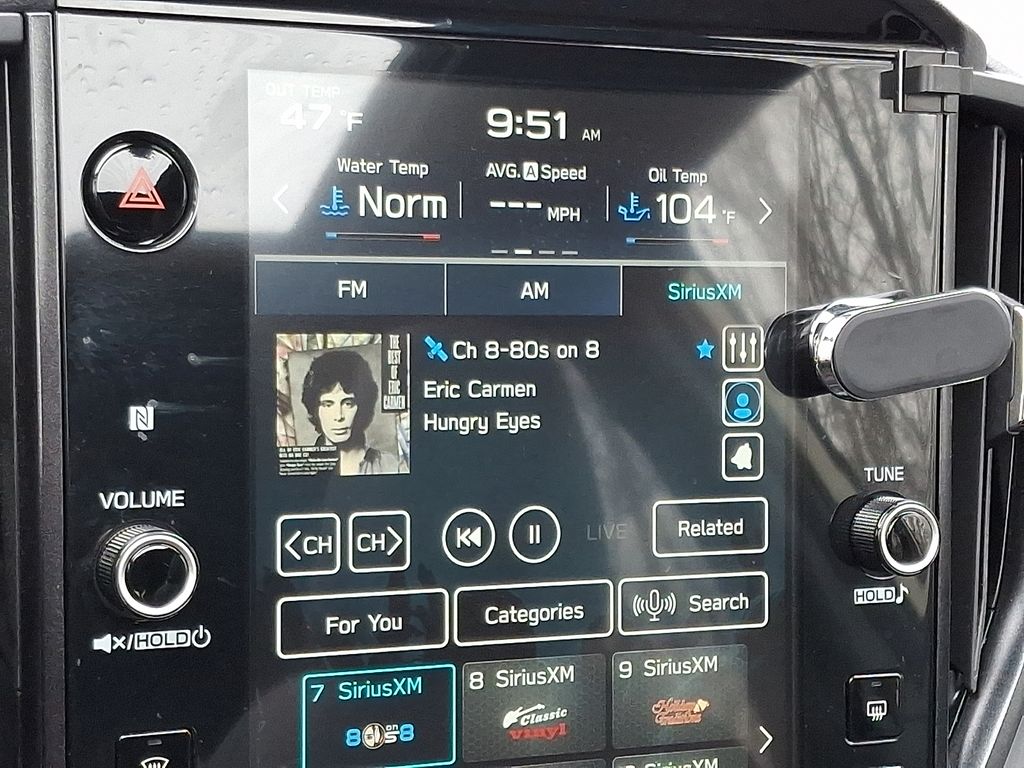 OUT TEMP
47 °F
9:51 AM
Water Temp
Norm
AVG. A Speed
--- MPH
Oil Temp
104 °F
FM
AM
SiriusXM
THE BEST OF ERIC CARMEN
Ch 8-80s on 8
Eric Carmen
Hungry Eyes
VOLUME
TUNE
<CH
CH>
LIVE
Related
HOLD
/HOLD
For You
Categories
Search
7 SiriusXM
8 SiriusXM
9 SiriusXM
80s on 8
Classic
vinyl
SiriusXM